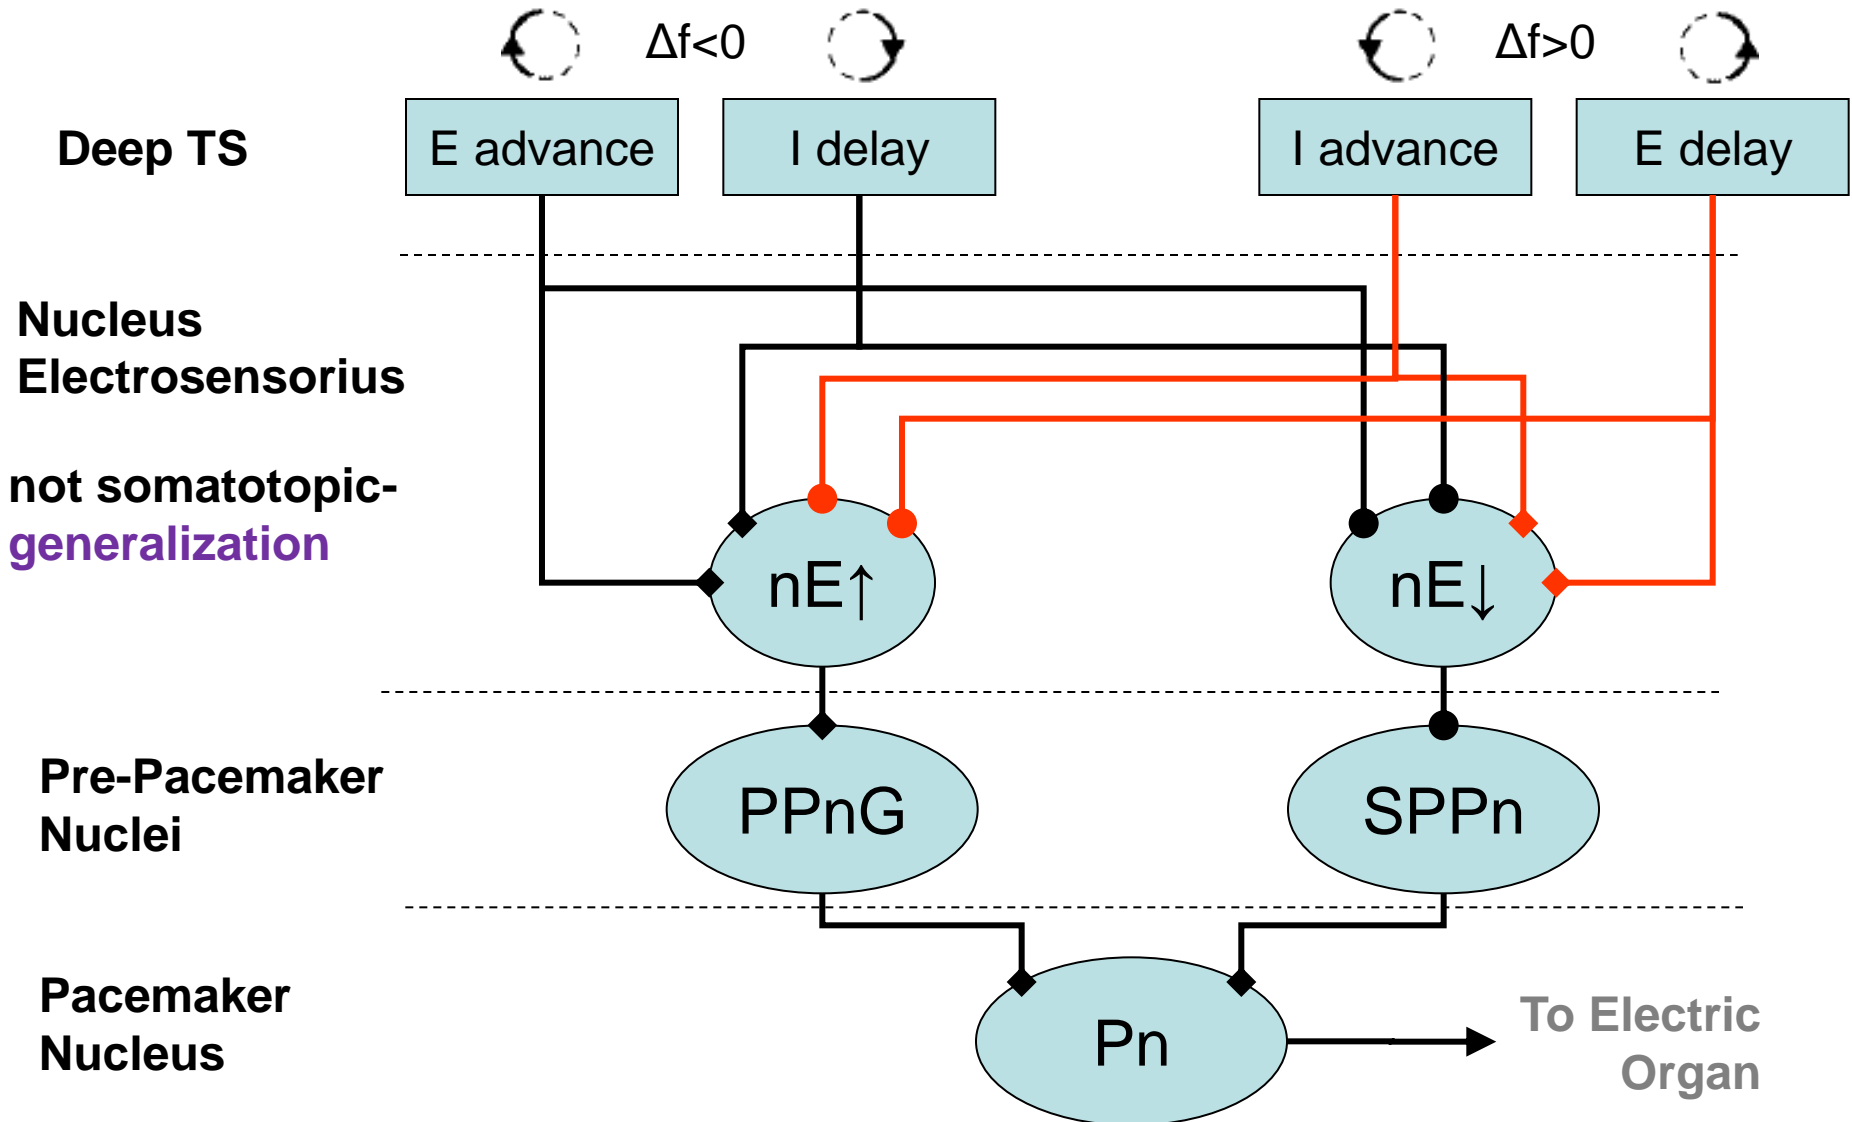 Δf<0
Δf>0
Deep TS
E advance
I delay
I advance
E delay
Nucleus
Electrosensorius
not somatotopic-
generalization
nE↑
nE↓
Pre-Pacemaker
Nuclei
PPnG
SPPn
Pacemaker
Nucleus
Pn
To Electric
Organ